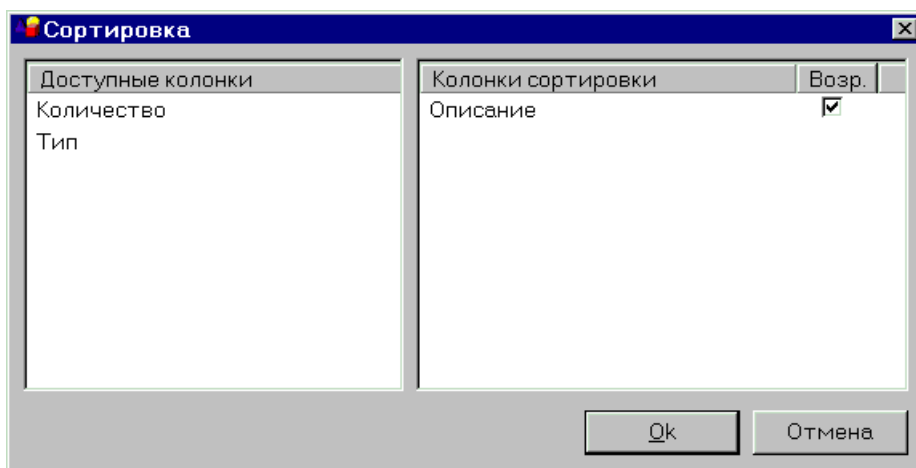 Сортировка
Доступные колонки
Количество
Тип
Колонки сортировки Возр.
Описание
Ok Отмена